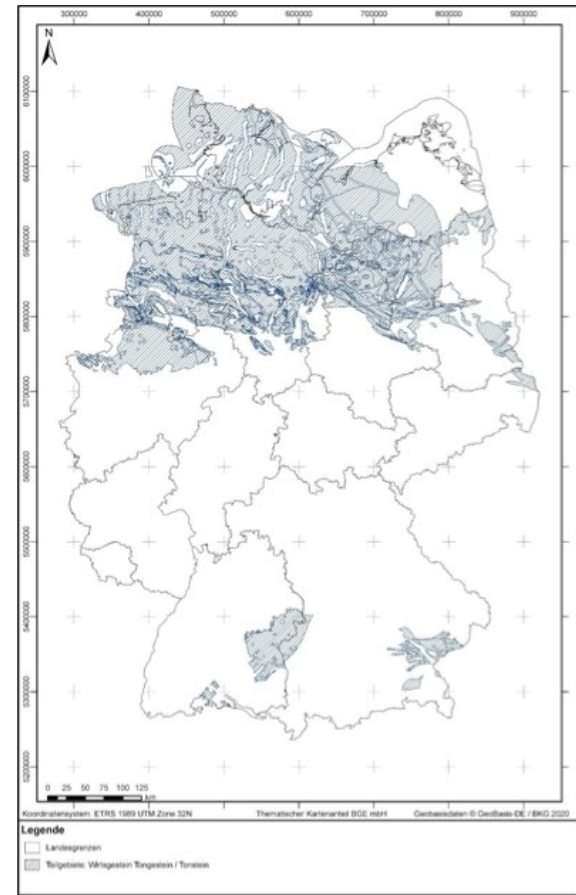 300000 400000 500000 600000 700000 800000 900000
N
6100000
6000000
5900000
5800000
5700000
5600000
5500000
5400000
5300000
5200000
0 25 50 75 100 125
km
Koordinatensystem: ETRS 1989 UTM Zone 32N Thematischer Kartenanteil BGE mbH Geobasisdaten © GeoBasis-DE / BKG 2020
Legende
Landesgrenzen
Teilgebiete: Wirtsgestein Tongestein / Tonstein